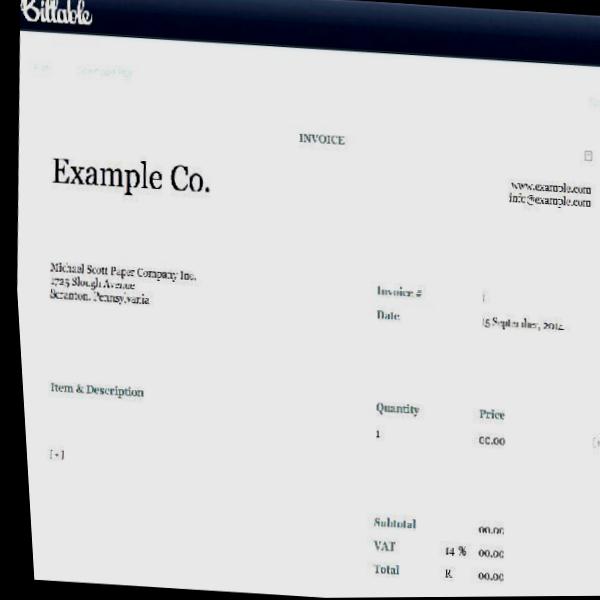 Billable
INVOICE
Example Co.
www.example.com
info@example.com
Michael Scott Paper Company Inc.
1725 Slough Avenue
Scranton, Pennsylvania
Invoice # 1
Date 15 September, 2014
Item & Description Quantity Price
1 00.00
[+]
Subtotal 00.00
VAT 14 % 00.00
Total R 00.00